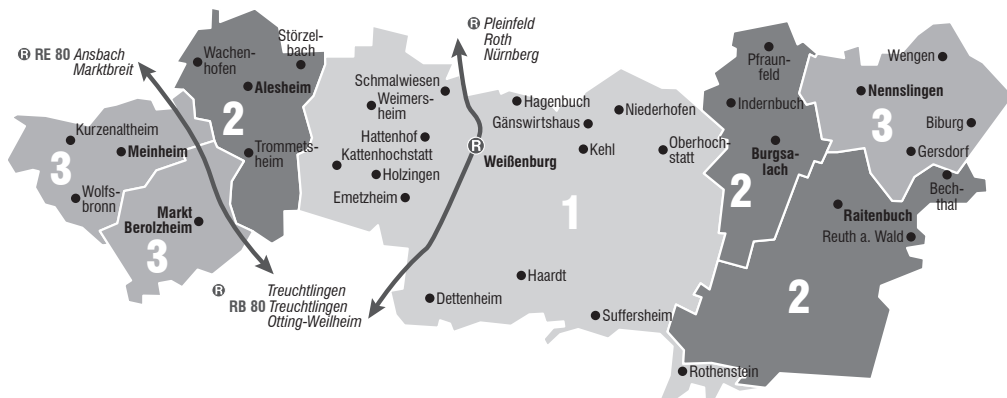 R RE 80 Ansbach
Marktbreit
Wachen-
hofen
Störzel-
bach
Alesheim
2
Trommets-
heim
Kurzenaltheim
Meinheim
3
Wolfs-
bronn
Markt
Berolzheim
3
R
RB 80
Treuchtlingen
Treuchtlingen
Otting-Weilheim
R Pleinfeld
Roth
Nürnberg
Schmalwiesen
Weimers-
heim
Hattenhof
Kattenhochstatt
Holzingen
Emetzheim
R
Weißenburg
Hagenbuch
Gänswirtshaus
Niederhofen
Kehl
Oberhoch-
statt
1
Haardt
Dettenheim
Suffersheim
Rothenstein
Pfraun-
feld
Indernbuch
Burgsa-
lach
2
Wengen
Nennslingen
3
Biburg
Gersdorf
Bech-
thal
Raitenbuch
Reuth a. Wald
2